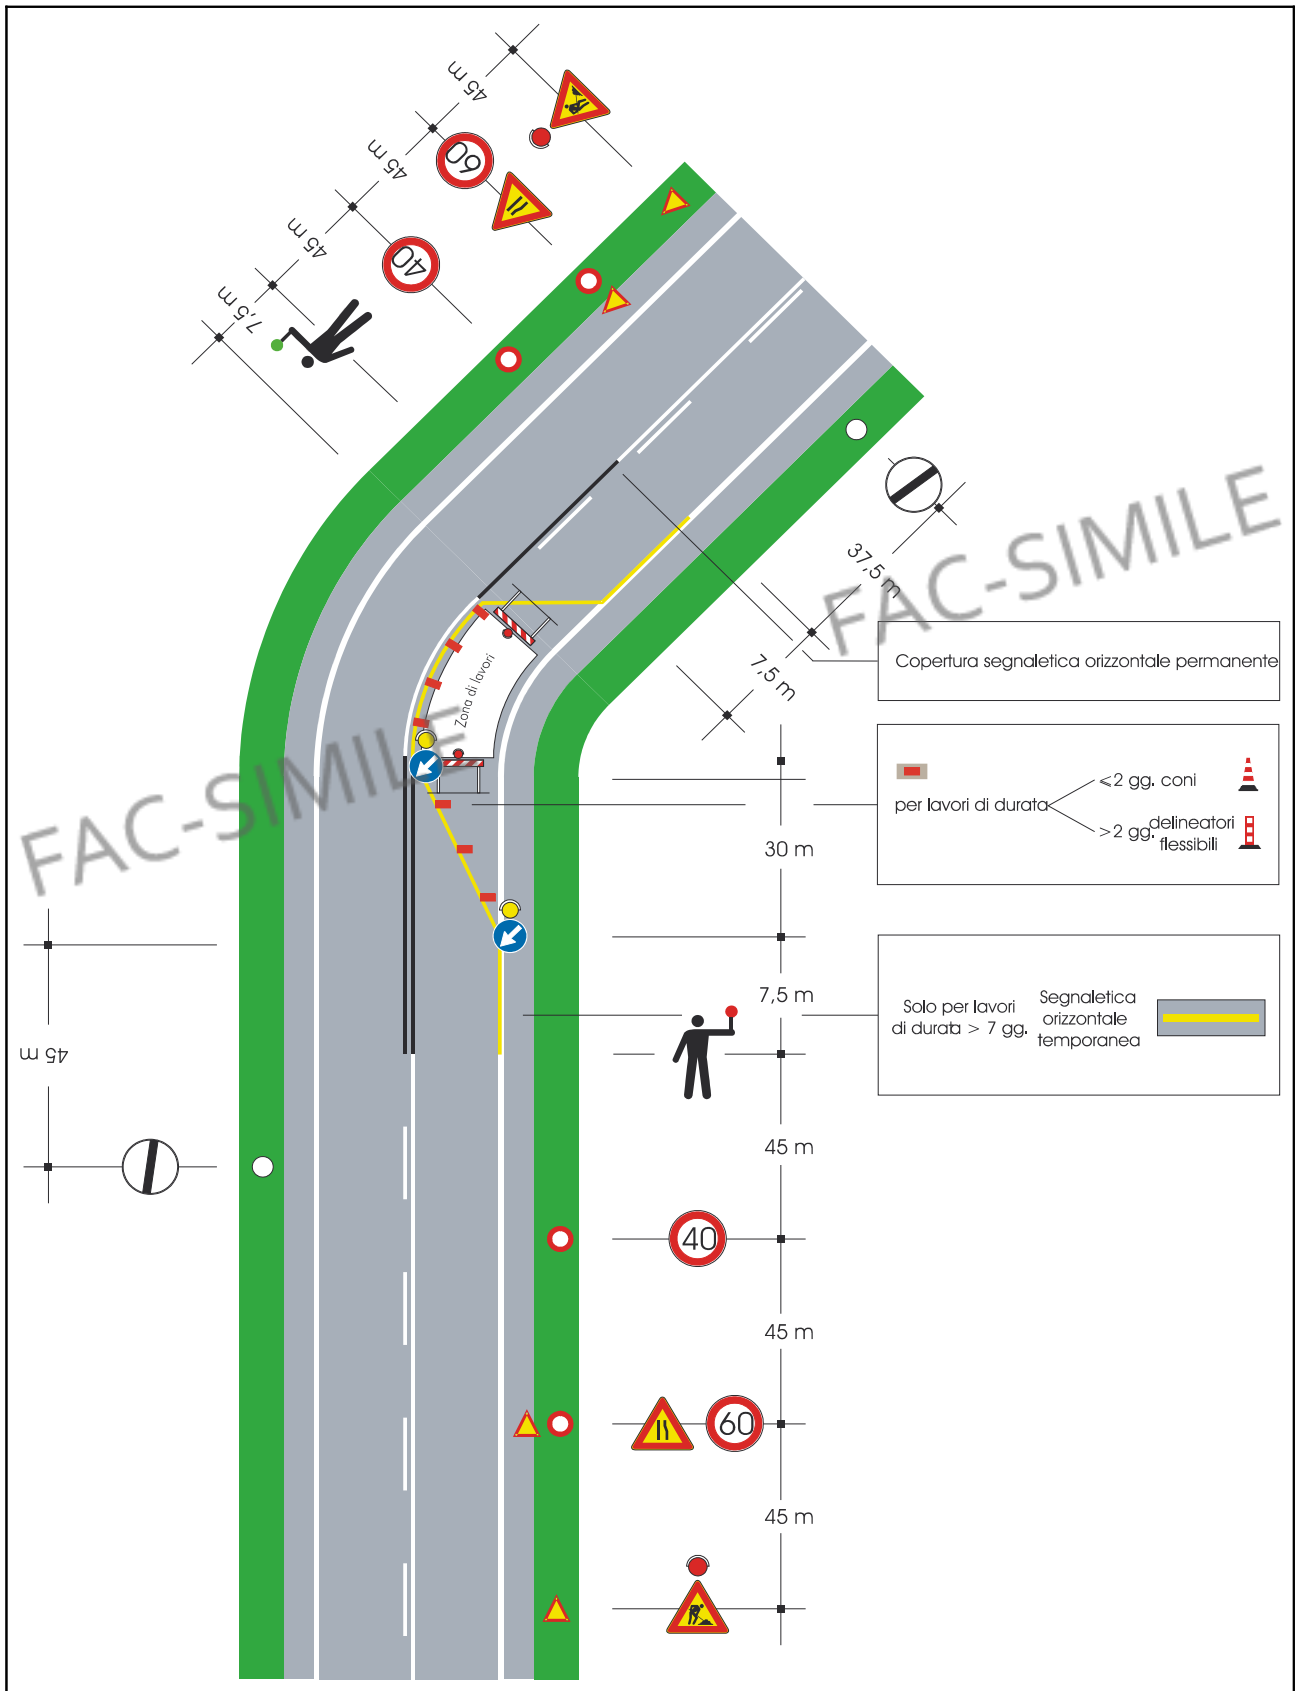 45 m
45 m
60
45 m
40
7,5 m
37,5 m
FAC-SIMILE
Copertura segnaletica orizzontale permanente
7,5 m
Zona di lavori
FAC-SIMILE
per lavori di durata
<2 gg. coni
>2 gg. delineatori
flessibili
30 m
7,5 m
Solo per lavori
di durata > 7 gg.
Segnaletica
orizzontale
temporanea
45 m
45 m
40
45 m
60
45 m